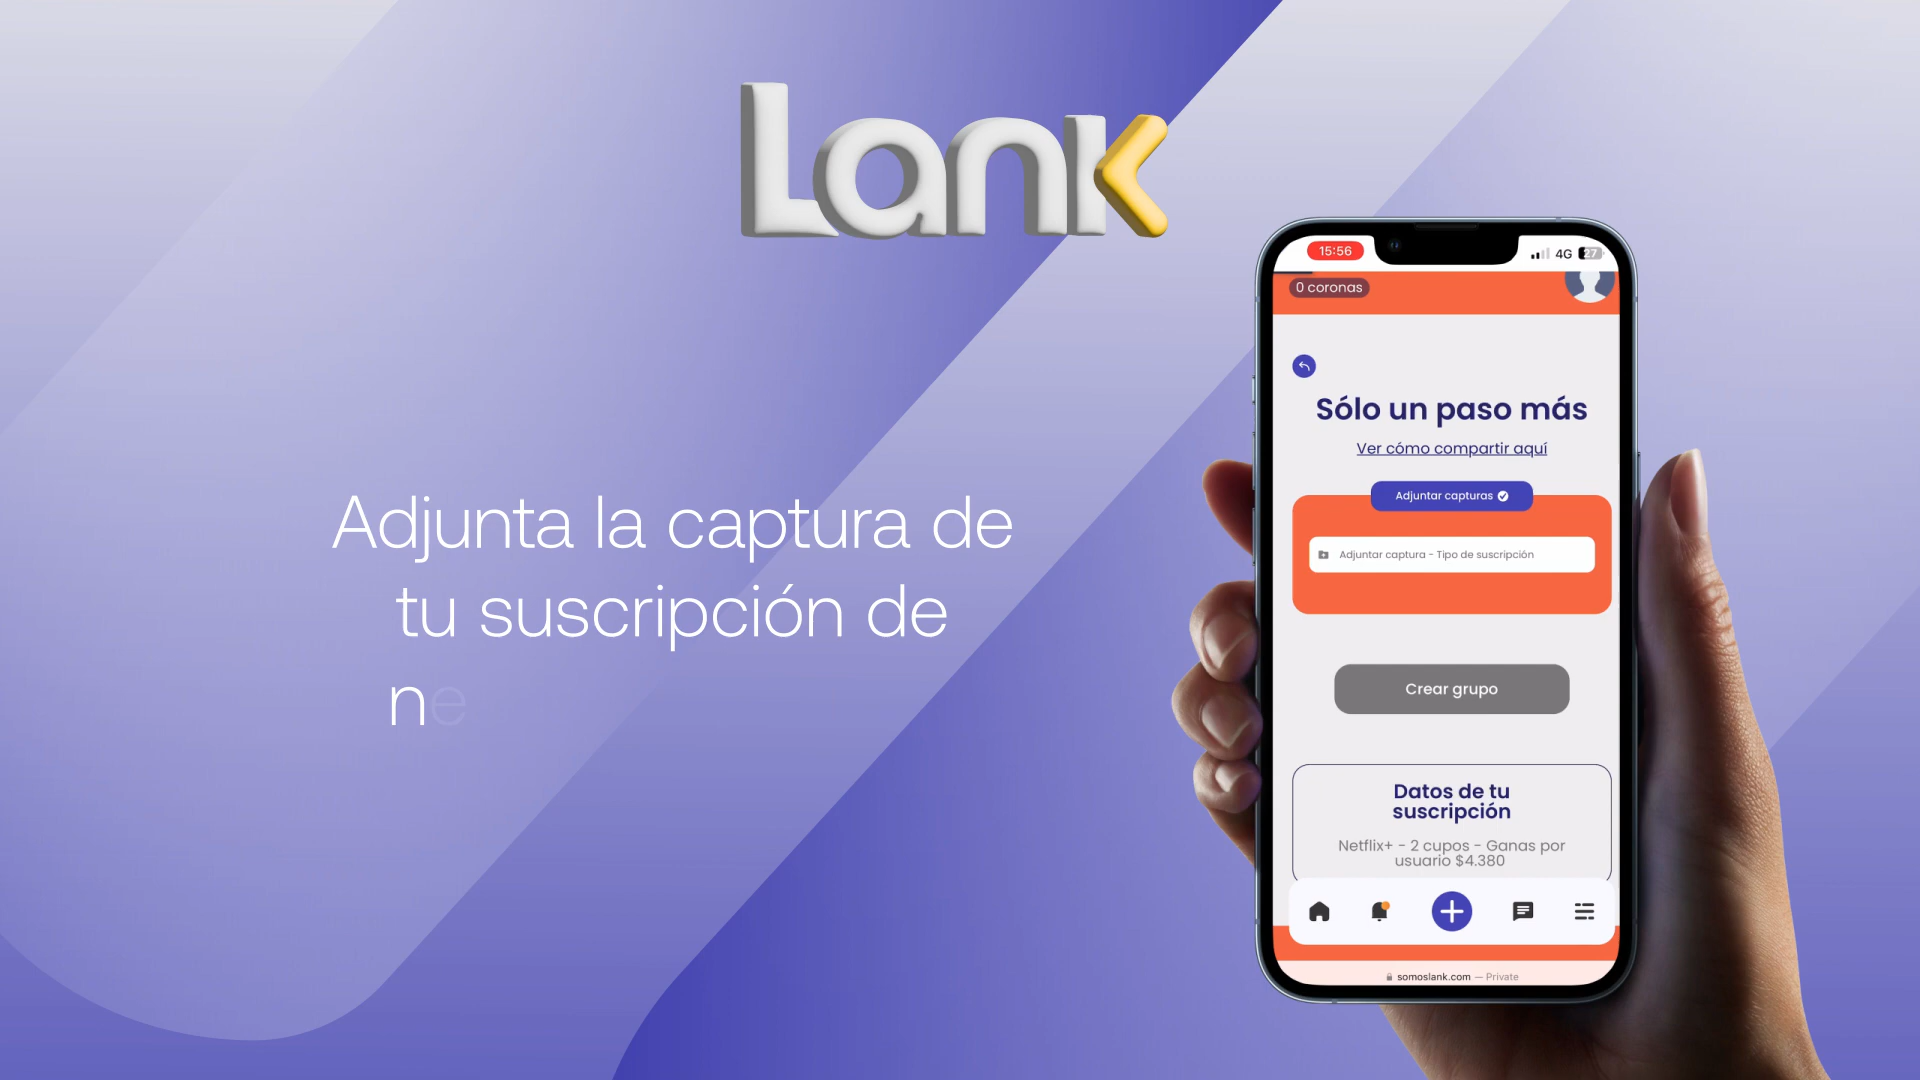 Lank
Adjunta la captura de
tu suscripción de
ne
15:56
4G
27
0 coronas
Sólo un paso más
Ver cómo compartir aquí
Adjuntar capturas
Adjuntar captura - Tipo de suscripción
Crear grupo
Datos de tu
suscripción
Netflix+ - 2 cupos - Ganas por
usuario $4.380
somoslank.com — Private